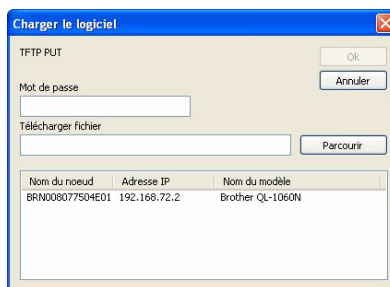 Charger le logiciel
TFTP PUT
Ok
Annuler
Mot de passe
Télécharger fichier
Parcourir
Nom du noeud Adresse IP Nom du modèle
BRN008077504E01 192.168.72.2 Brother QL-1060N